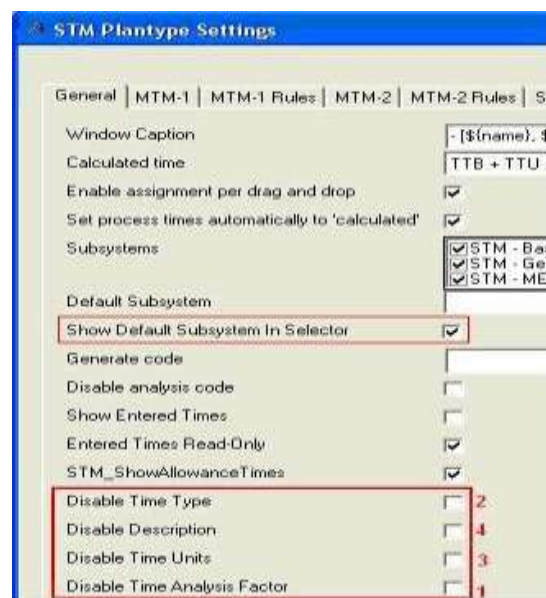 STM Plantype Settings
General MTM-1 MTM-1 Rules MTM-2 MTM-2 Rules S
Window Caption - [${name}, $
Calculated time TTB + TTU
Enable assignment per drag and drop
Set process times automatically to 'calculated'
Subsystems STM - Ba
STM - Ge
STM - ME
Default Subsystem
Show Default Subsystem In Selector
Generate code
Disable analysis code
Show Entered Times
Entered Times Read-Only
STM_ShowAllowanceTimes
Disable Time Type 2
Disable Description 4
Disable Time Units 3
Disable Time Analysis Factor 1